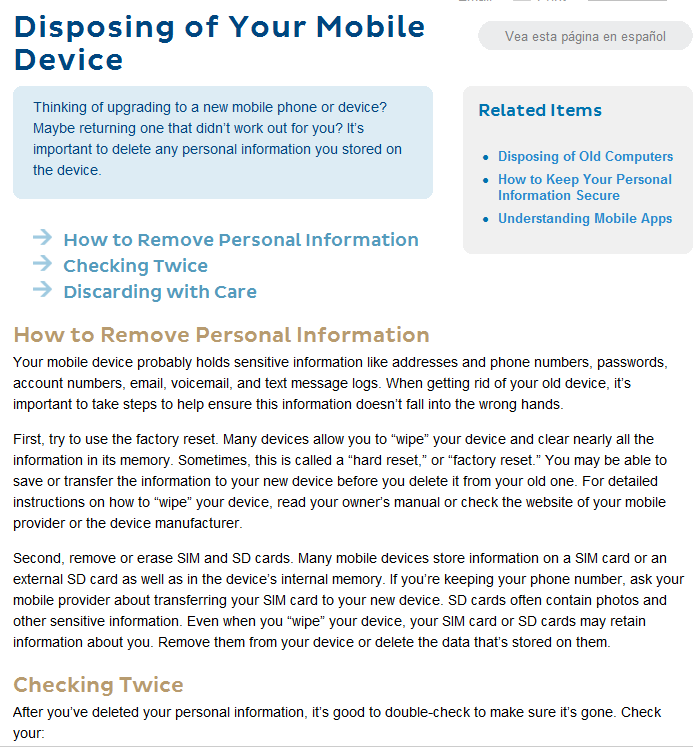 Disposing of Your Mobile
Device
Vea esta página en español
Thinking of upgrading to a new mobile phone or device?
Maybe returning one that didn’t work out for you? It’s
important to delete any personal information you stored on
the device.
Related Items
Disposing of Old Computers
How to Keep Your Personal
Information Secure
Understanding Mobile Apps
How to Remove Personal Information
Checking Twice
Discarding with Care
How to Remove Personal Information
Your mobile device probably holds sensitive information like addresses and phone numbers, passwords,
account numbers, email, voicemail, and text message logs. When getting rid of your old device, it’s
important to take steps to help ensure this information doesn’t fall into the wrong hands.
First, try to use the factory reset. Many devices allow you to “wipe” your device and clear nearly all the
information in its memory. Sometimes, this is called a “hard reset,” or “factory reset.” You may be able to
save or transfer the information to your new device before you delete it from your old one. For detailed
instructions on how to “wipe” your device, read your owner’s manual or check the website of your mobile
provider or the device manufacturer.
Second, remove or erase SIM and SD cards. Many mobile devices store information on a SIM card or an
external SD card as well as in the device’s internal memory. If you’re keeping your phone number, ask your
mobile provider about transferring your SIM card to your new device. SD cards often contain photos and
other sensitive information. Even when you “wipe” your device, your SIM card or SD cards may retain
information about you. Remove them from your device or delete the data that’s stored on them.
Checking Twice
After you’ve deleted your personal information, it’s good to double-check to make sure it’s gone. Check
your: